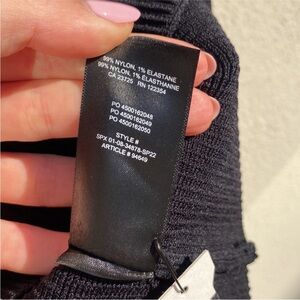 99% NYLON, 1% ELASTANE
99% NYLON, 1% ELASTHANNE
CA 23725 RN 122354
PO 4500162048
PO 4500162049
PO 4500162050
STYLE #
SPX 01-08-34878-SP22
ARTICLE # 94649